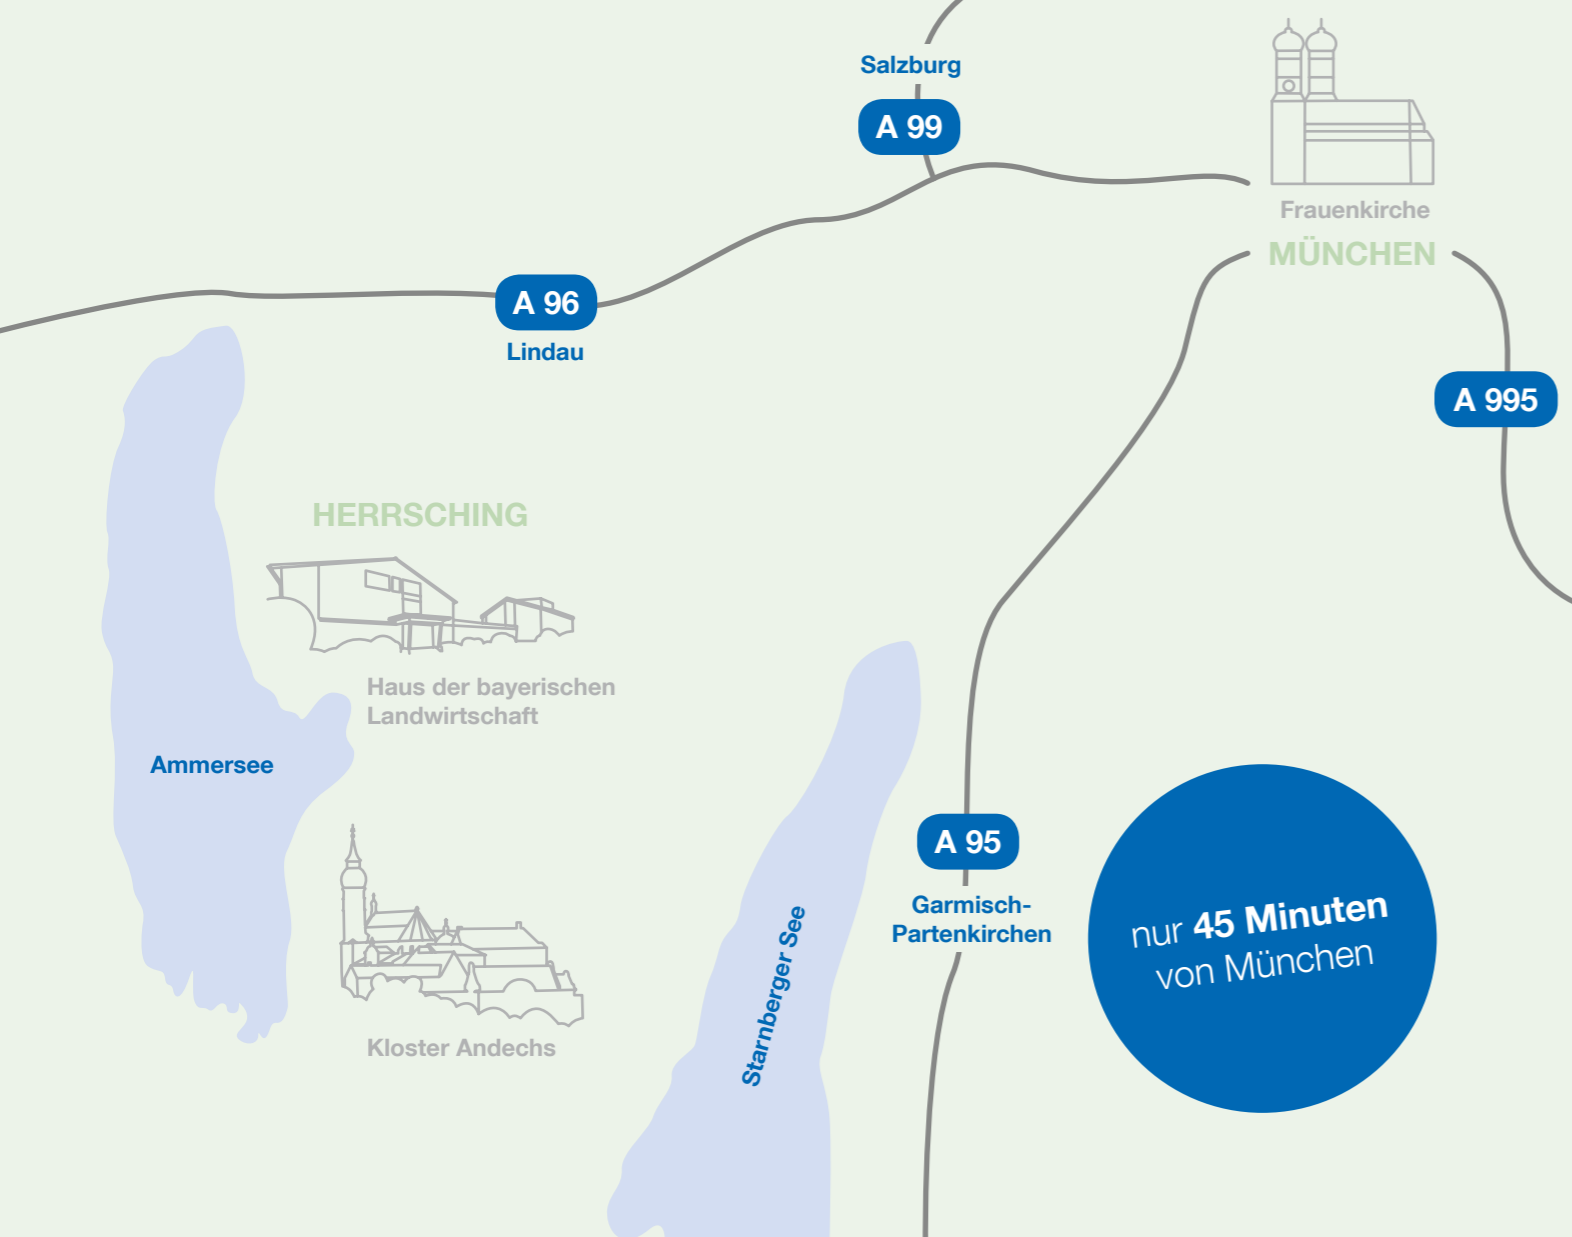 Salzburg
A 99
Frauenkirche
MÜNCHEN
A 96
Lindau
A 995
HERRSCHING
Haus der bayerischen
Landwirtschaft
Ammersee
A 95
Garmisch-
Partenkirchen
Starnberger See
nur 45 Minuten
von München
Kloster Andechs